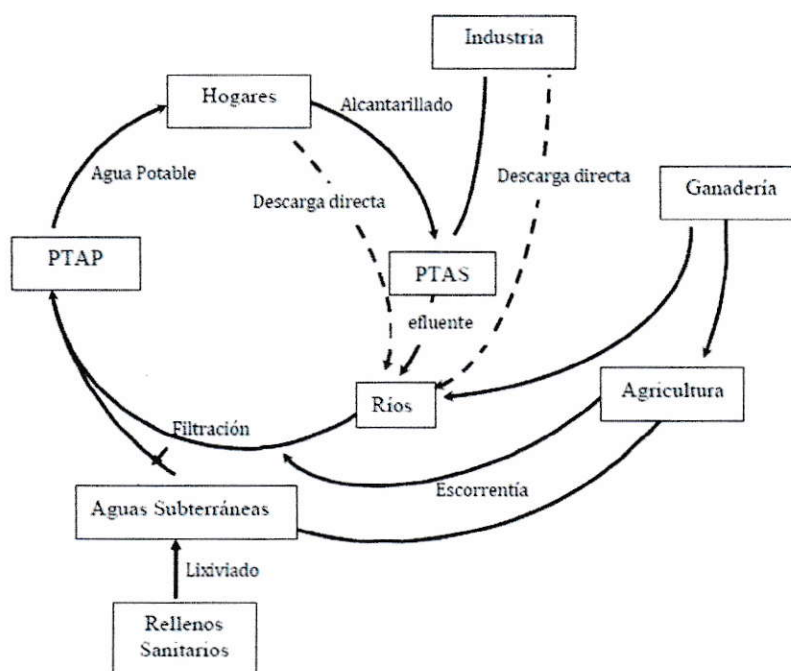 Industria
Hogares
Alcantarillado
Agua Potable
Descarga directa
Descarga directa
Ganadería
PTAP
PTAS
efluente
Ríos
Agricultura
Filtración
Escorrentía
Aguas Subterráneas
Lixiviado
Rellenos
Sanitarios